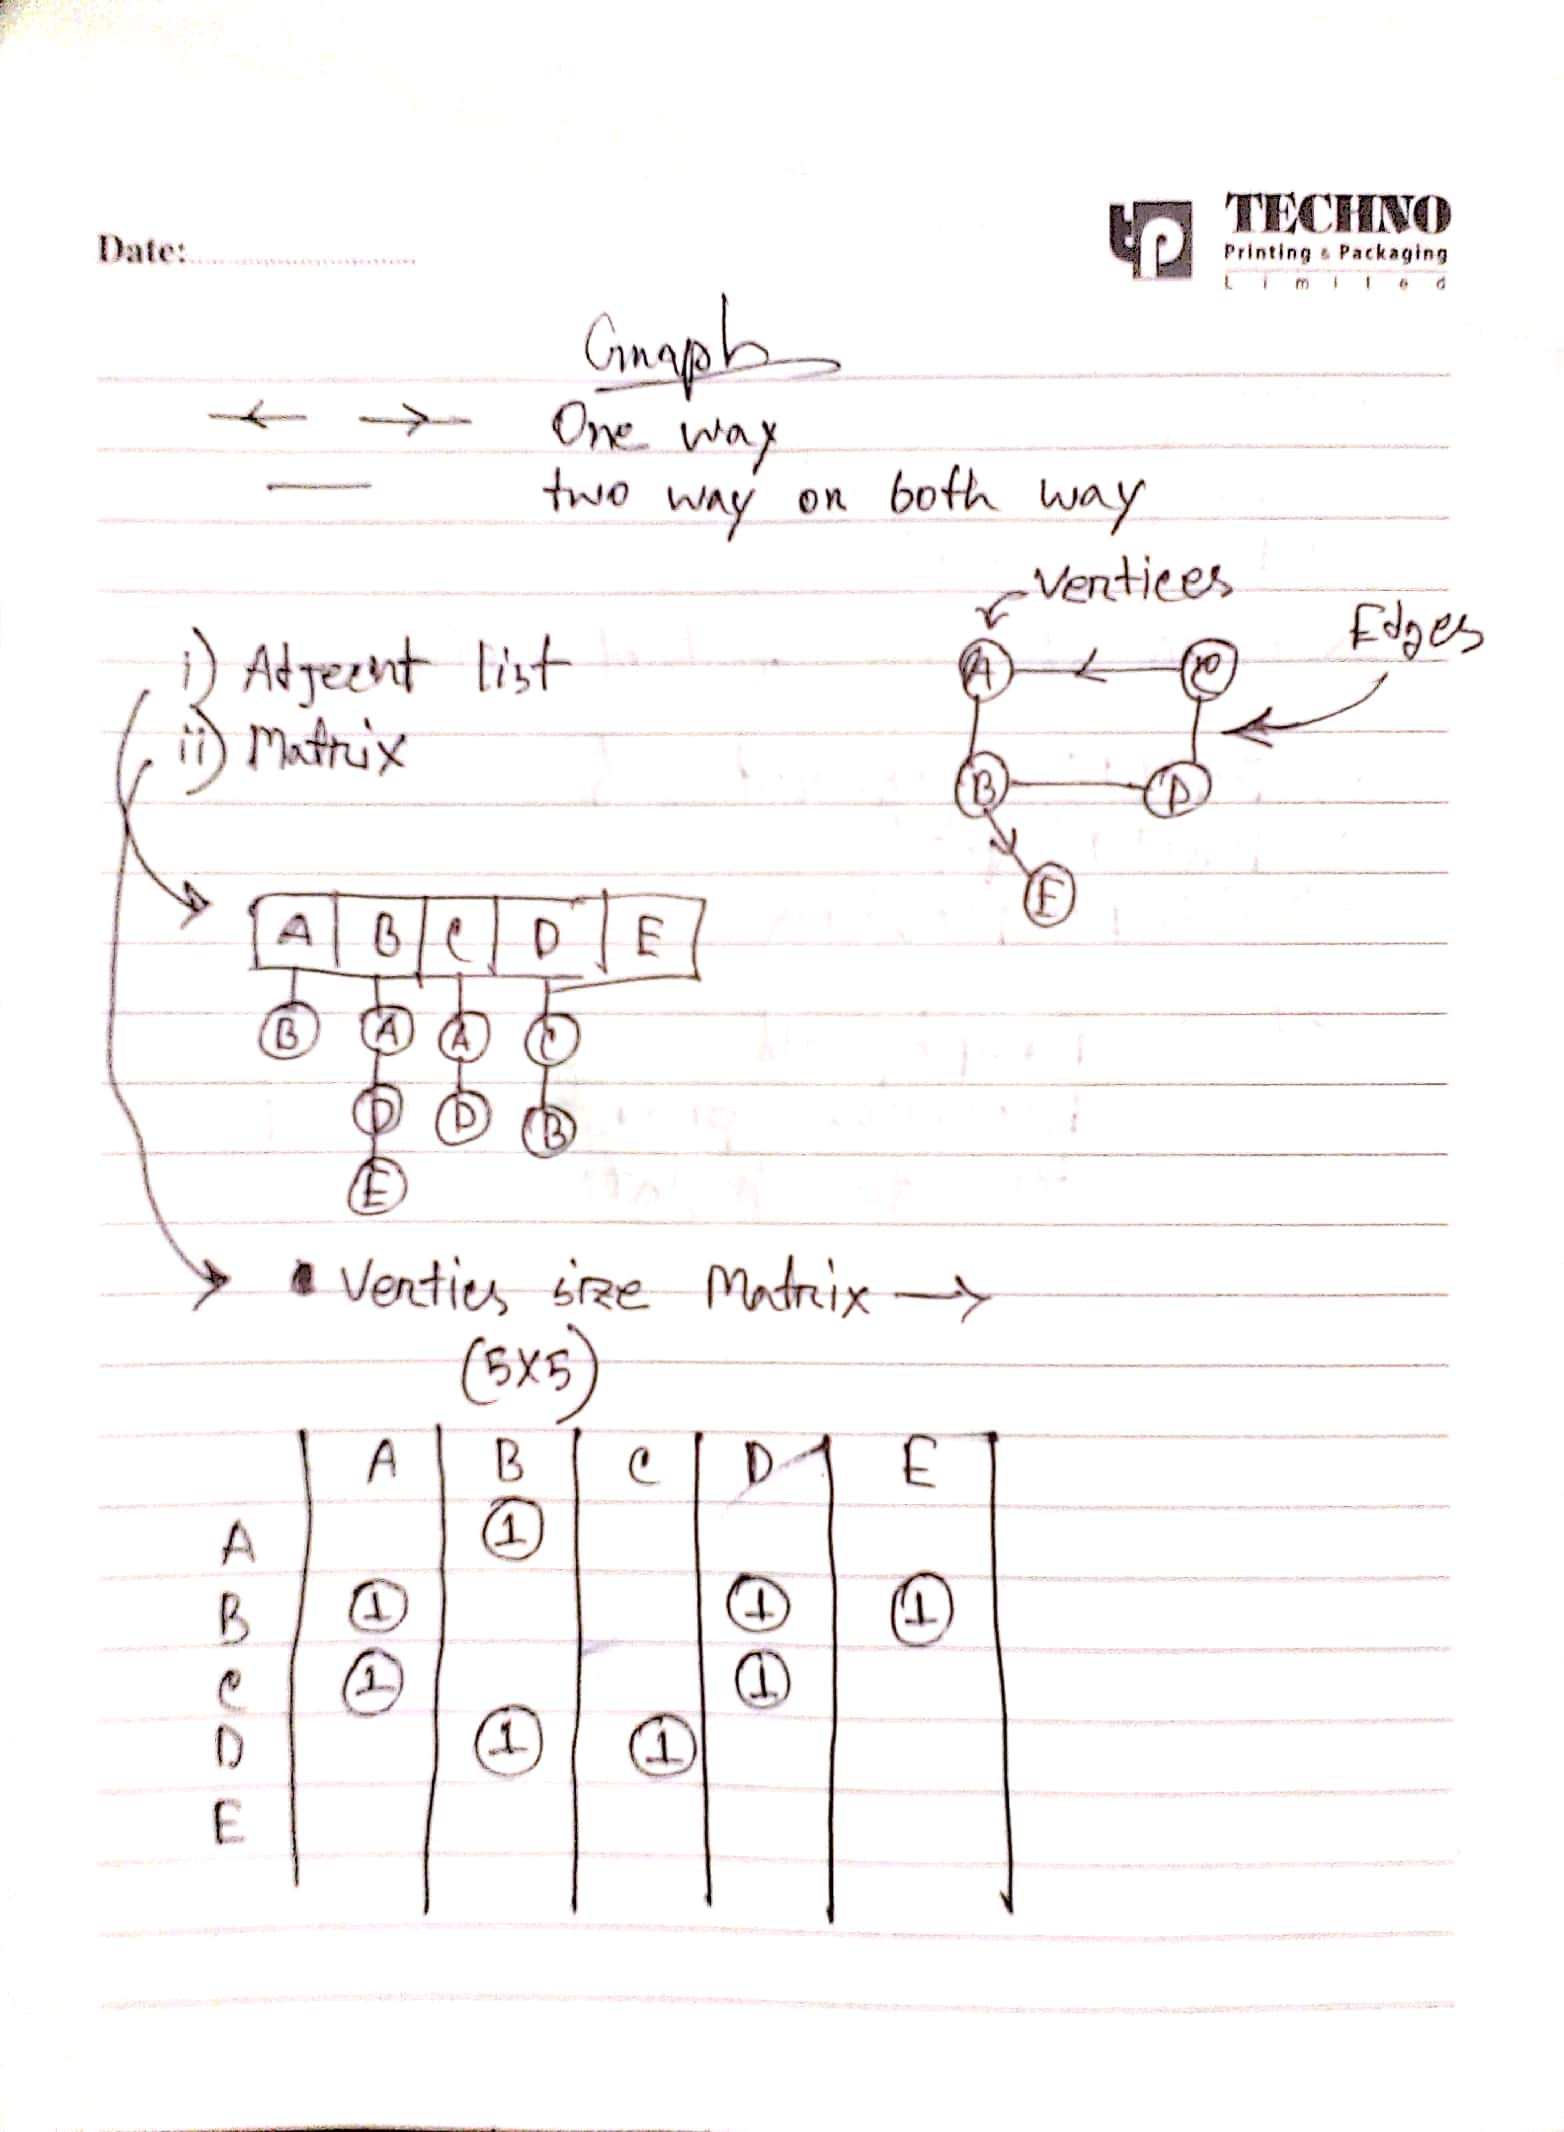 Date:
TECHNO
Printing & Packaging
Limited
Graph
One way
two way or both way
vertices
Edges
i) Adjecnt list
ii) Matrix
A C
B D
E
A B C D E
B A A C
D D B
E
Verties size Matrix →
(5X5)
A B C D E
A 1
B 1 1 1
C 1 1
D 1 1
E